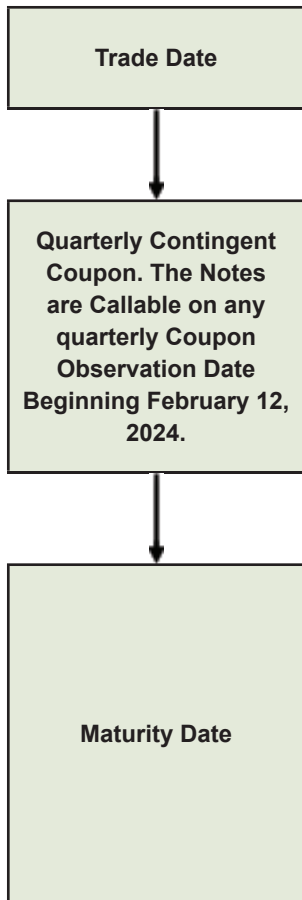 Trade Date
Quarterly Contingent
Coupon. The Notes
are Callable on any
quarterly Coupon
Observation Date
Beginning February 12,
2024.
Maturity Date